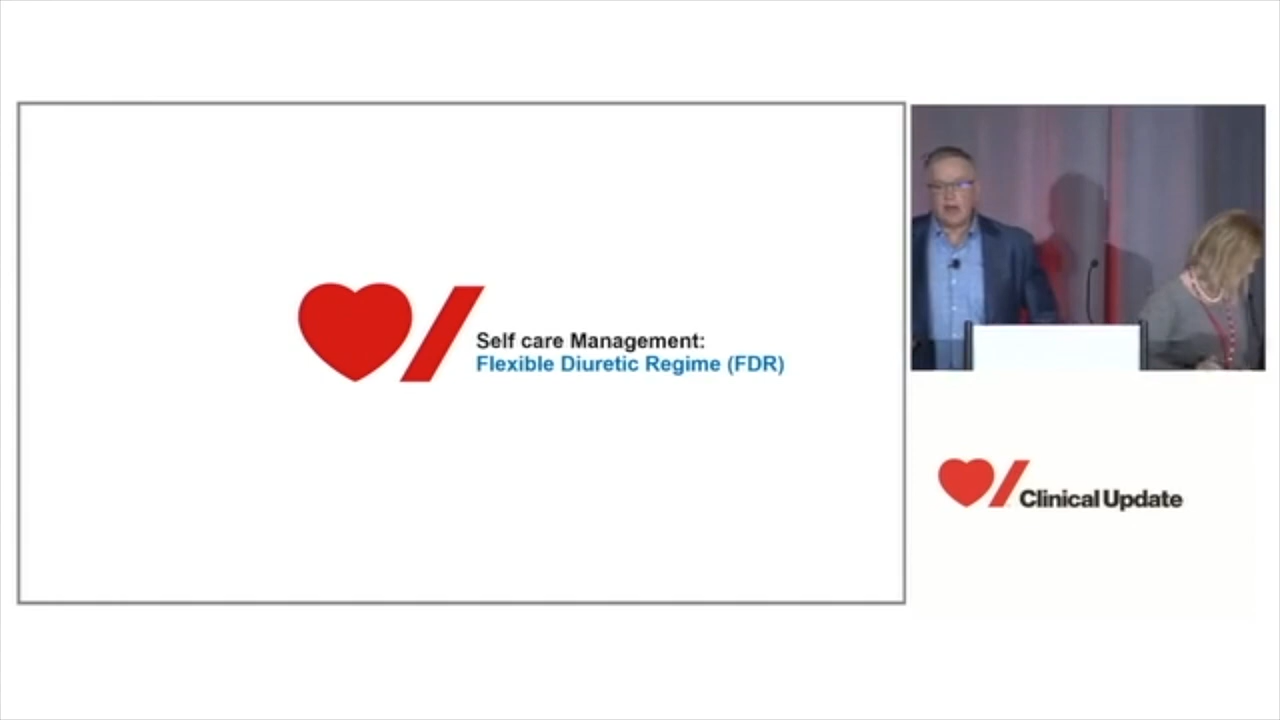 Self care Management:
Flexible Diuretic Regime (FDR)
Clinical Update